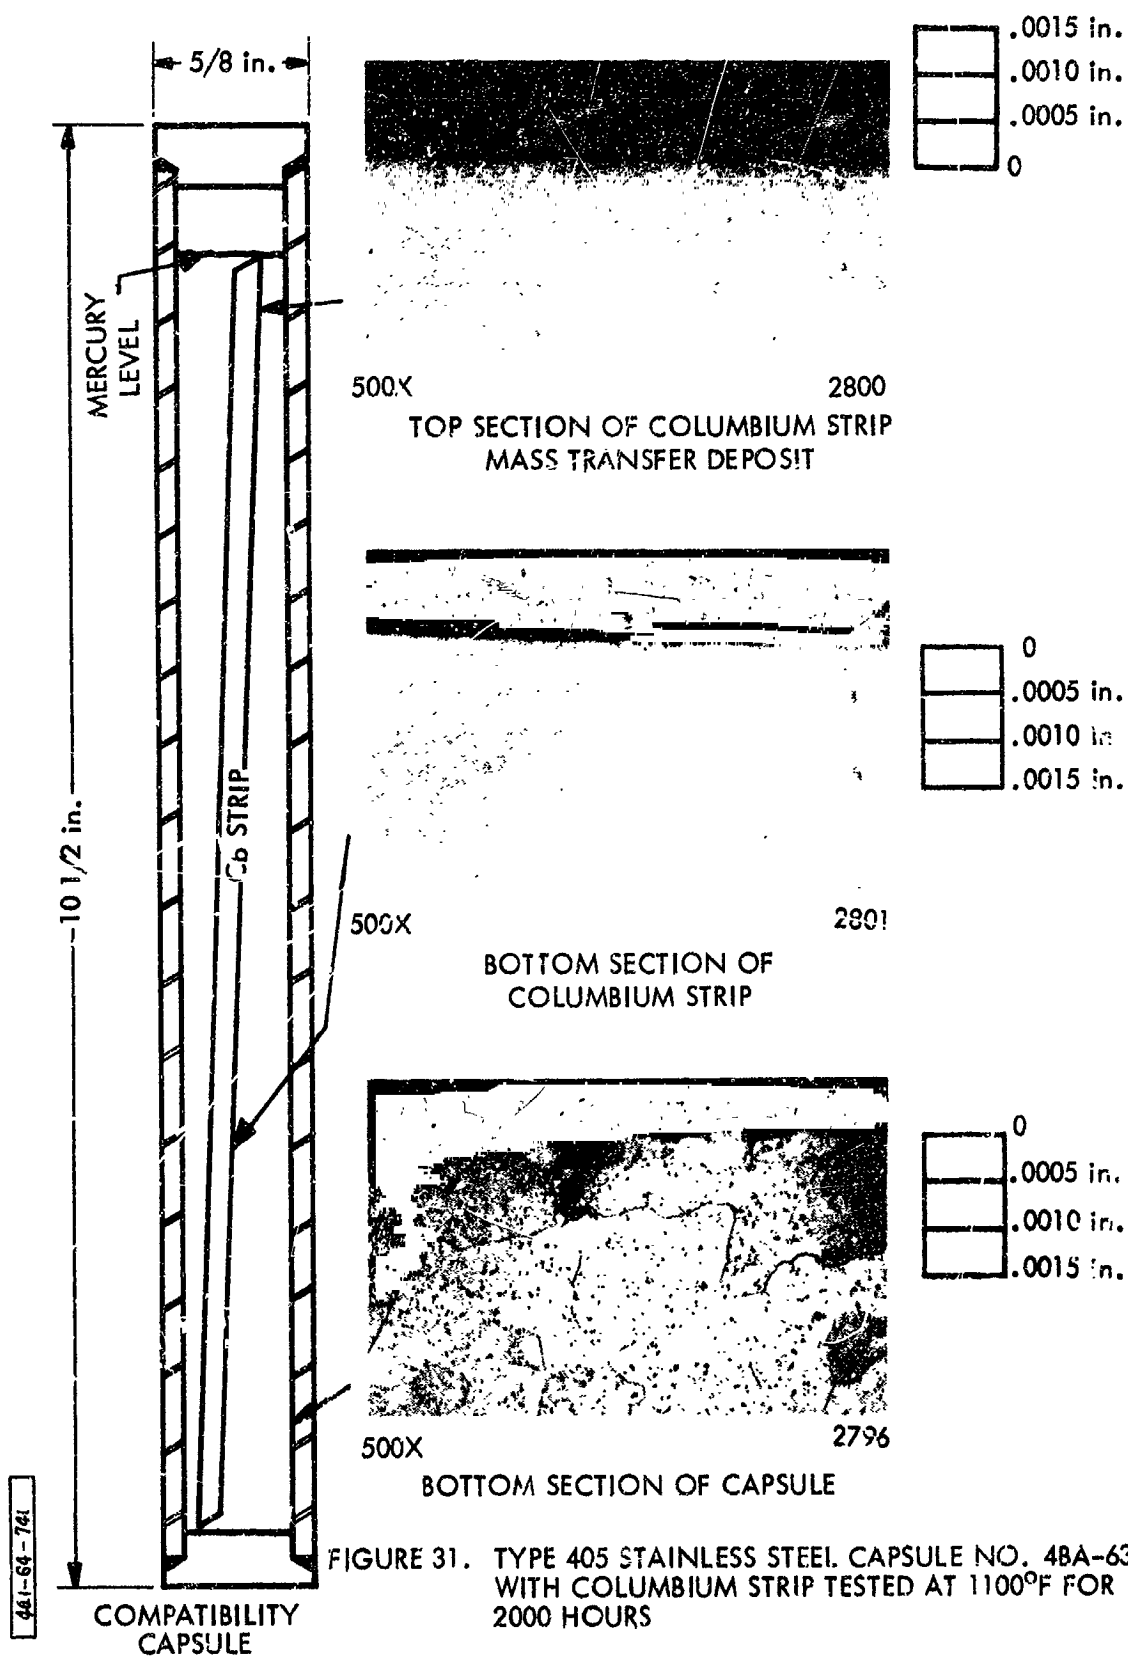 5/8 in.
.0015 in.
.0010 in.
.0005 in.
0
MERCURY
LEVEL
500X
2800
TOP SECTION OF COLUMBIUM STRIP
MASS TRANSFER DEPOSIT
10 1/2 in.
Cb STRIP
0
.0005 in.
.0010 in
.0015 in.
500X
2801
BOTTOM SECTION OF
COLUMBIUM STRIP
0
.0005 in.
.0010 in.
.0015 in.
500X
2796
BOTTOM SECTION OF CAPSULE
FIGURE 31. TYPE 405 STAINLESS STEEL CAPSULE NO. 4BA-63
WITH COLUMBIUM STRIP TESTED AT 1100°F FOR
2000 HOURS
COMPATIBILITY
CAPSULE